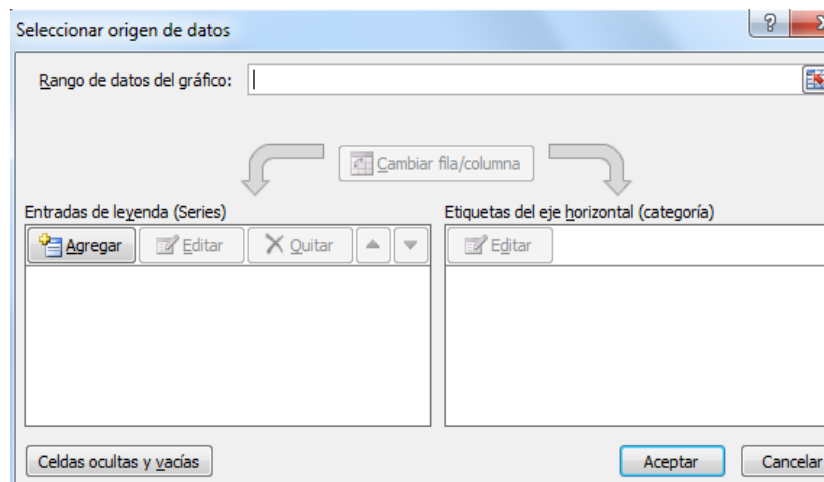 Seleccionar origen de datos
Rango de datos del gráfico:
Cambiar fila/columna
Entradas de leyenda (Series)
Etiquetas del eje horizontal (categoría)
Agregar Editar Quitar
Editar
Celdas ocultas y vacías
Aceptar Cancelar